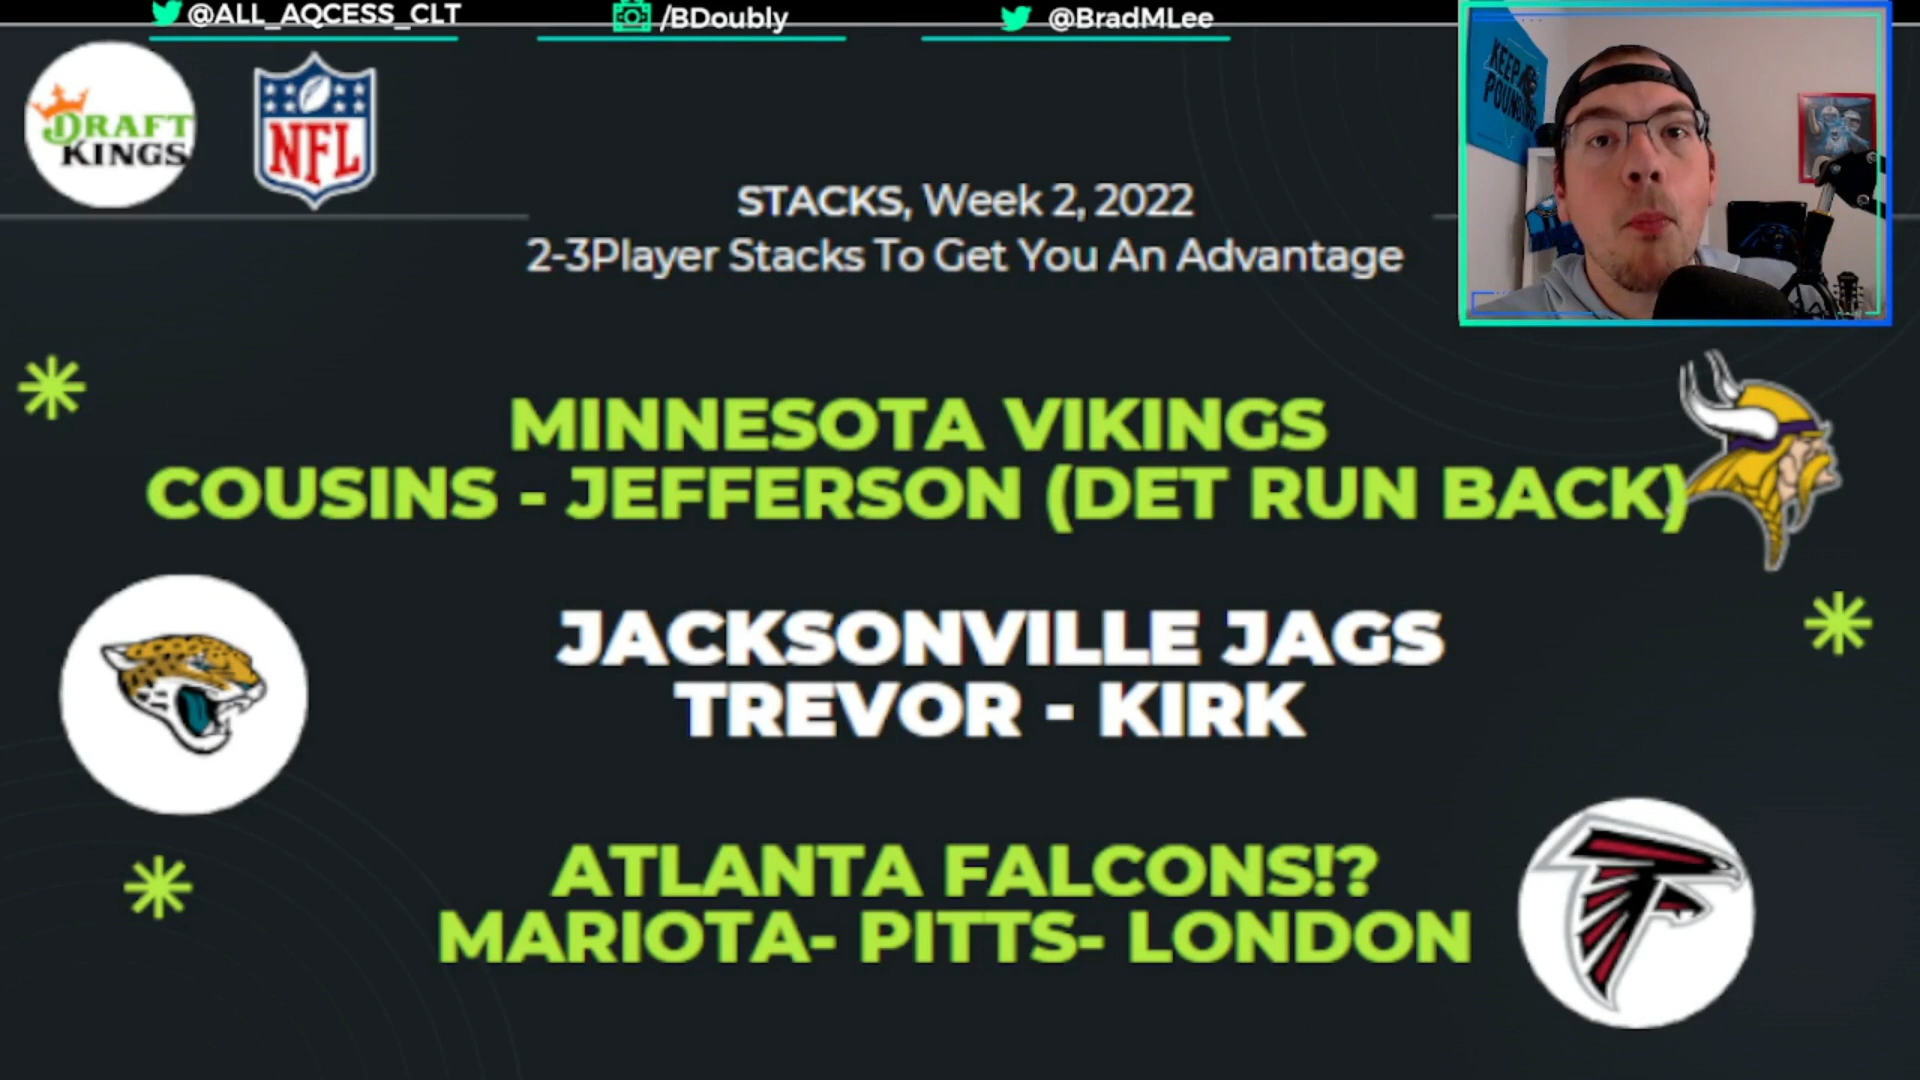 @ALL_AQCESS_CLT
/BDoubly
@BradMLee
DRAFT
KINGS
NFL
KEEP
STACKS, Week 2, 2022
2-3Player Stacks To Get You An Advantage
MINNESOTA VIKINGS
COUSINS - JEFFERSON (DET RUN BACK)
JACKSONVILLE JAGS
TREVOR - KIRK
ATLANTA FALCONS!?
MARIOTA- PITTS- LONDON